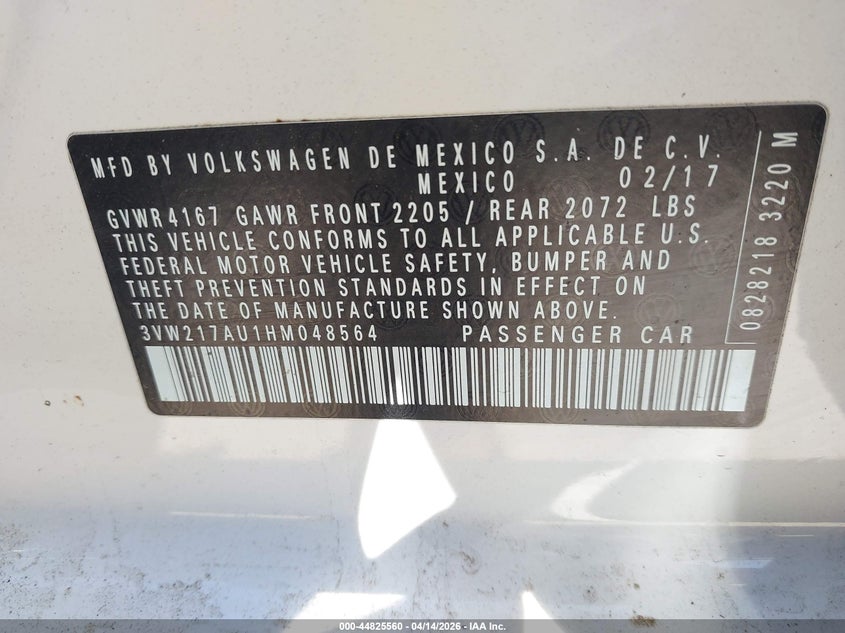 MFD BY VOLKSWAGEN DE MEXICO S.A. DE C.V.
MEXICO 02/17
GVWR 4167 GAWR FRONT 2205 / REAR 2072 LBS
THIS VEHICLE CONFORMS TO ALL APPLICABLE U.S.
FEDERAL MOTOR VEHICLE SAFETY, BUMPER AND
THEFT PREVENTION STANDARDS IN EFFECT ON
THE DATE OF MANUFACTURE SHOWN ABOVE.
3VW217AU1HM048564 PASSENGER CAR
0828218 3220 M
000-44825560 - 04/14/2026 - IAA Inc.